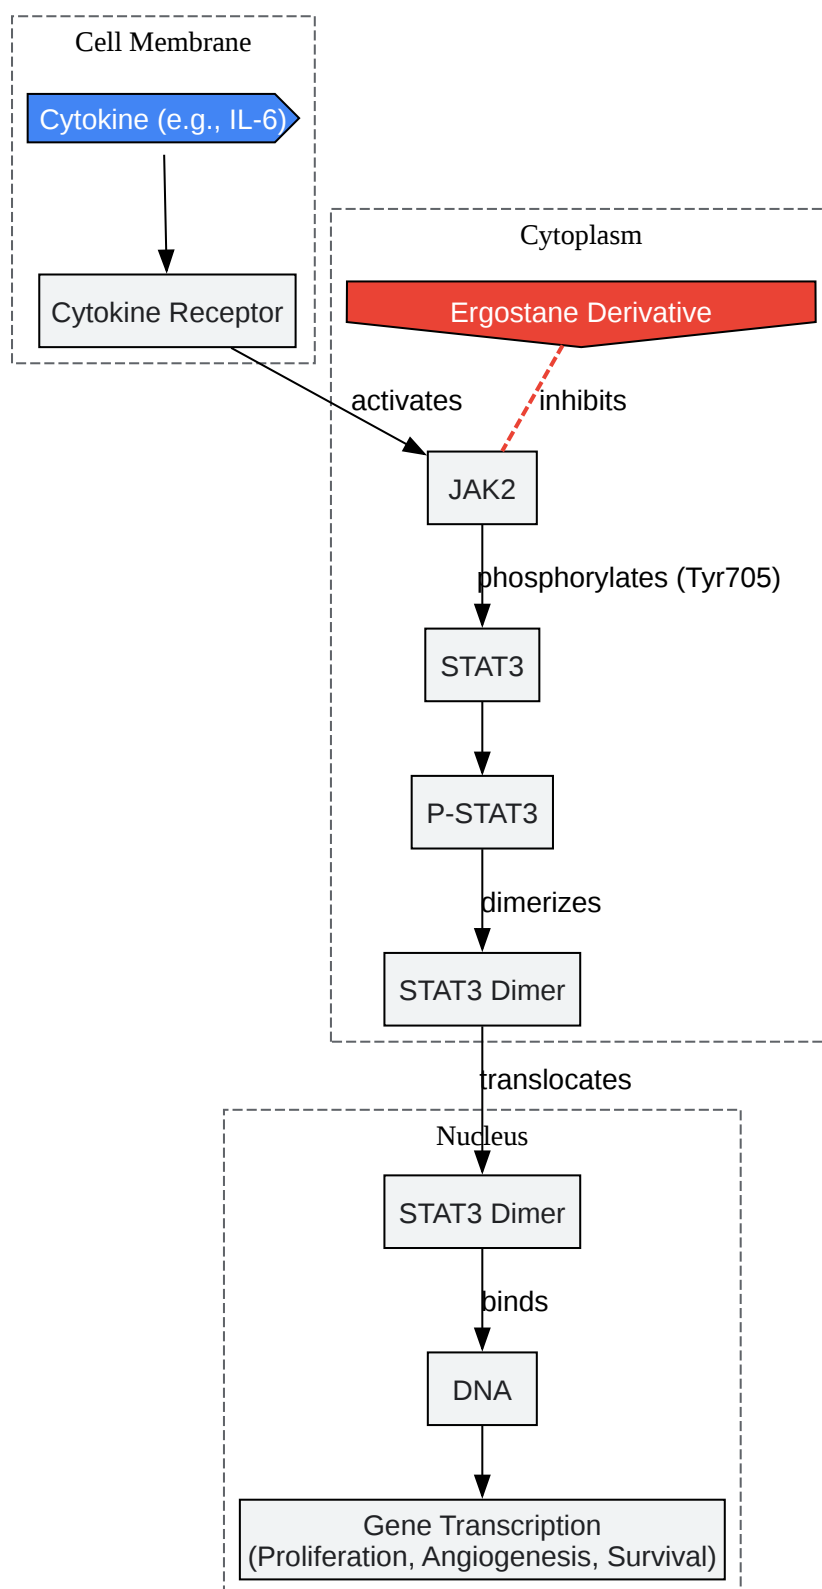 Cell Membrane
Cytokine (e.g., IL-6)
Cytokine Receptor
Cytoplasm
Ergostane Derivative
activates
inhibits
JAK2
phosphorylates (Tyr705)
STAT3
P-STAT3
dimerizes
STAT3 Dimer
translocates
Nucleus
STAT3 Dimer
binds
DNA
Gene Transcription
(Proliferation, Angiogenesis, Survival)